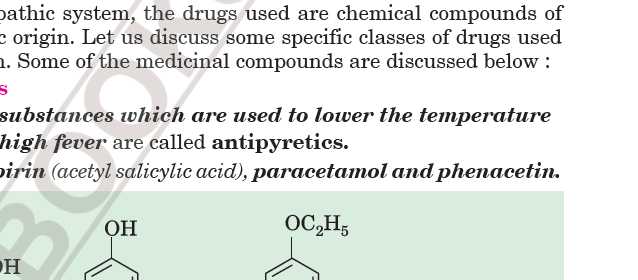 pathic system, the drugs used are chemical compounds of
c origin. Let us discuss some specific classes of drugs used
n. Some of the medicinal compounds are discussed below :
s
substances which are used to lower the temperature
high fever are called antipyretics.
pirin (acetyl salicylic acid), paracetamol and phenacetin.
OH OC₂H₅
OH
BOOK